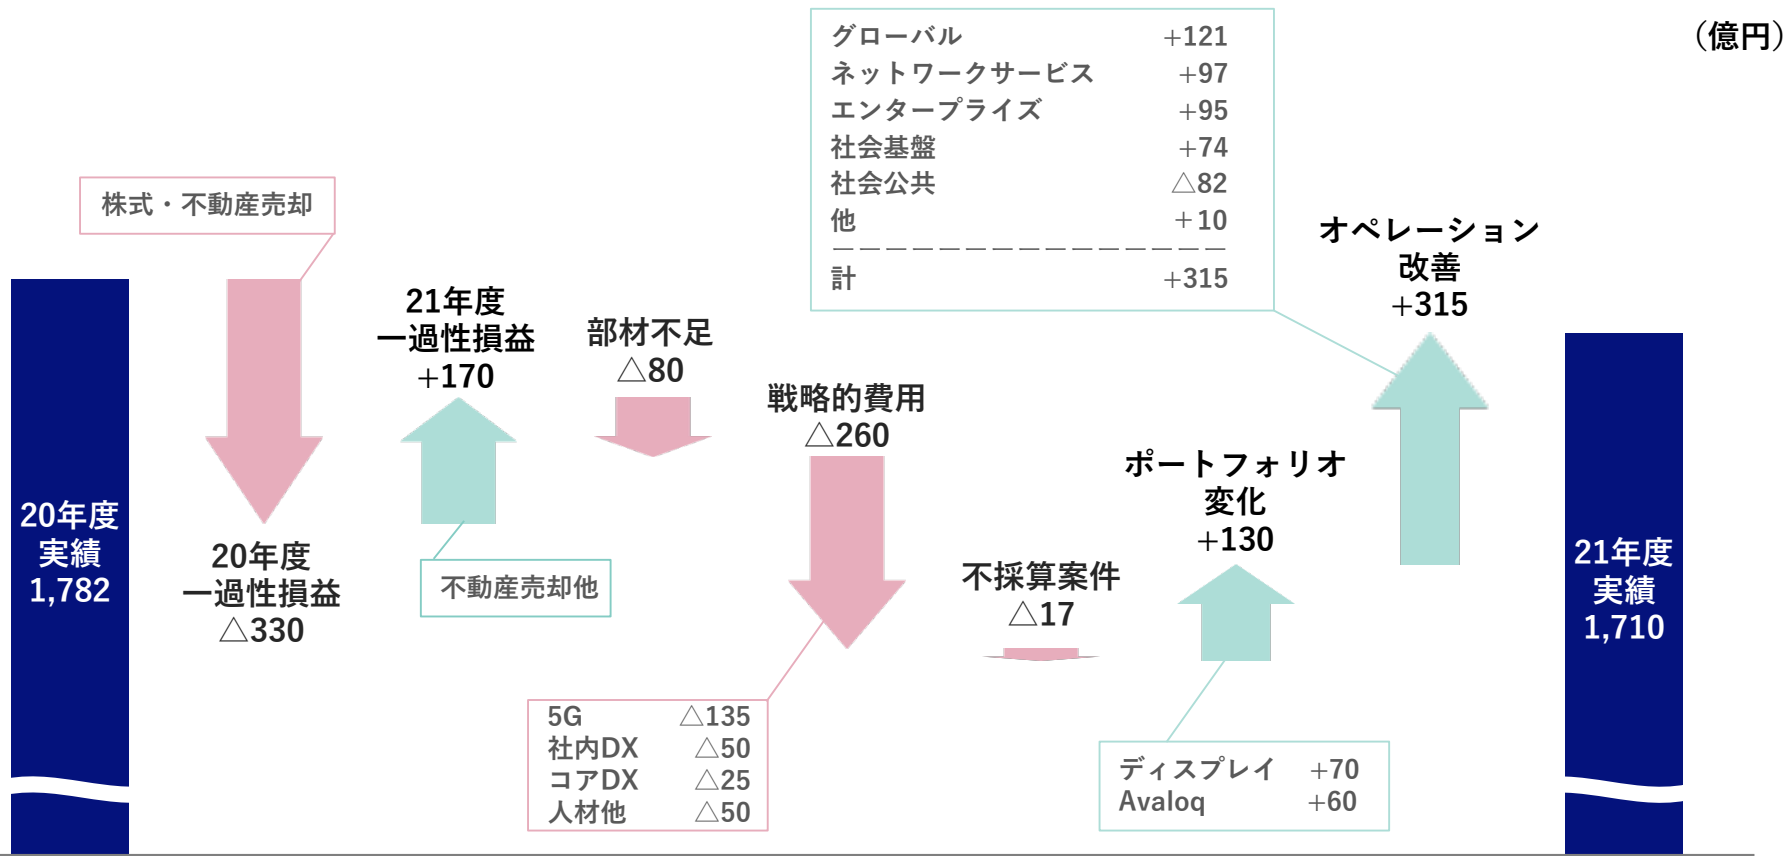 （億円）
グローバル +121
ネットワークサービス +97
エンタープライズ +95
社会基盤 +74
社会公共 △82
他 +10
計 +315
株式・不動産売却
20年度
実績
1,782
20年度
一過性損益
△330
21年度
一過性損益
+170
不動産売却他
部材不足
△80
戦略的費用
△260
5G △135
社内DX △50
コアDX △25
人材他 △50
不採算案件
△17
ポートフォリオ
変化
+130
ディスプレイ +70
Avaloq +60
オペレーション
改善
+315
21年度
実績
1,710